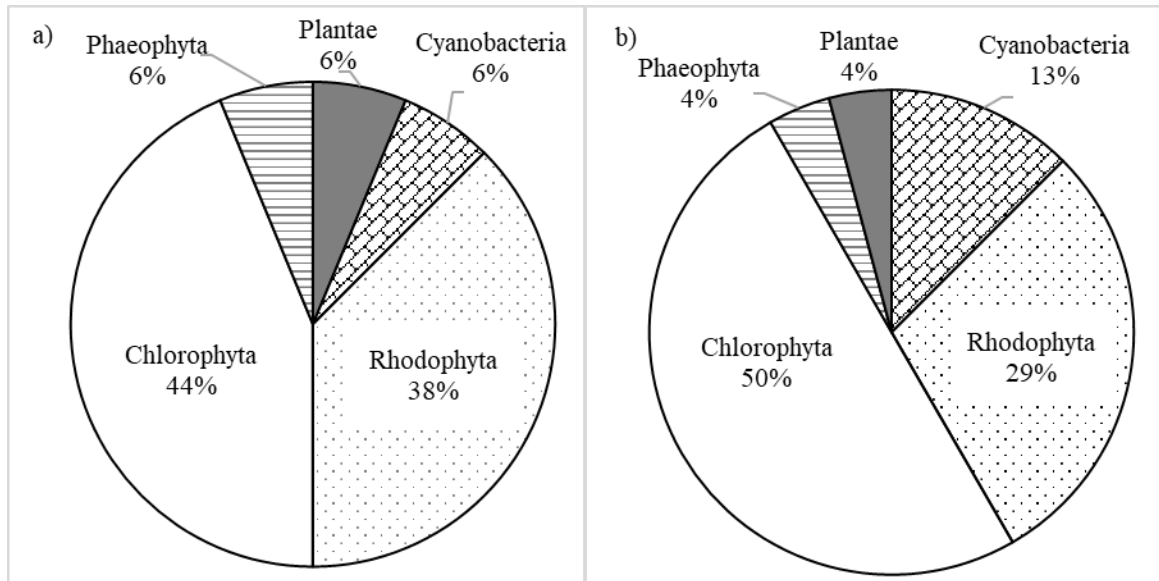 a)
Phaeophyta
6%
Plantae
6%
Cyanobacteria
6%
Chlorophyta
44%
Rhodophyta
38%
b)
Phaeophyta
4%
Plantae
4%
Cyanobacteria
13%
Chlorophyta
50%
Rhodophyta
29%